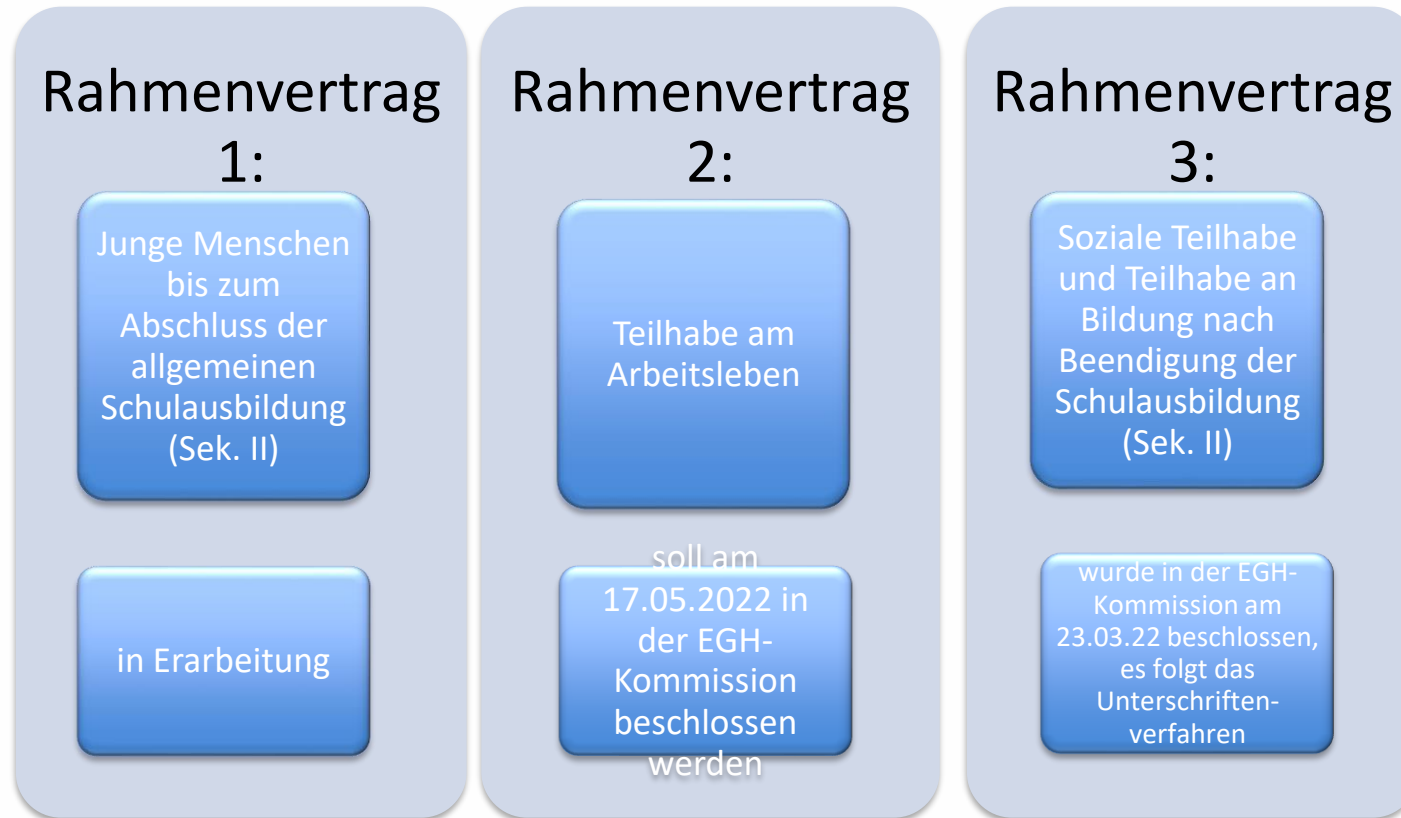 Rahmenvertrag
1:
Junge Menschen
bis zum
Abschluss der
allgemeinen
Schulausbildung
(Sek. II)
in Erarbeitung
Rahmenvertrag
2:
Teilhabe am
Arbeitsleben
soll am
17.05.2022 in
der EGH-
Kommission
beschlossen
werden
Rahmenvertrag
3:
Soziale Teilhabe
und Teilhabe an
Bildung nach
Beendigung der
Schulausbildung
(Sek. II)
wurde in der EGH-
Kommission am
23.03.22 beschlossen,
es folgt das
Unterschriften-
verfahren